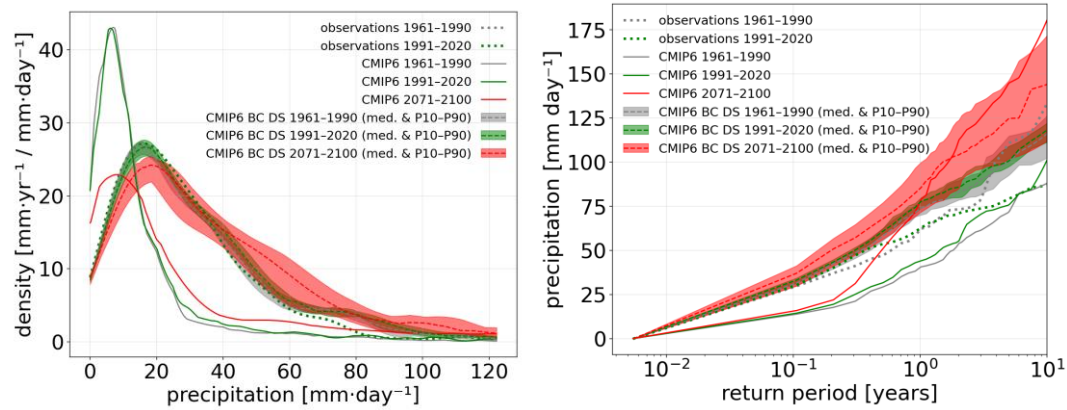 observations 1961–1990
observations 1991–2020
CMIP6 1961–1990
CMIP6 1991–2020
CMIP6 2071–2100
CMIP6 BC DS 1961–1990 (med. & P10–P90)
CMIP6 BC DS 1991–2020 (med. & P10–P90)
CMIP6 BC DS 2071–2100 (med. & P10–P90)
density [mm·yr⁻¹ / mm·day⁻¹]
40
30
20
10
0
0 20 40 60 80 100 120
precipitation [mm·day⁻¹]
observations 1961–1990
observations 1991–2020
CMIP6 1961–1990
CMIP6 1991–2020
CMIP6 2071–2100
CMIP6 BC DS 1961–1990 (med. & P10–P90)
CMIP6 BC DS 1991–2020 (med. & P10–P90)
CMIP6 BC DS 2071–2100 (med. & P10–P90)
precipitation [mm day⁻¹]
175
150
125
100
75
50
25
0
10⁻² 10⁻¹ 10⁰ 10¹
return period [years]